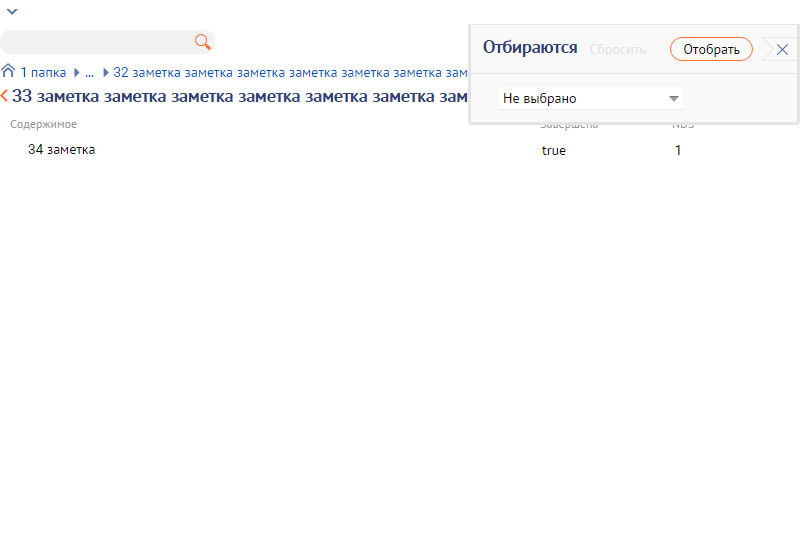 Отбираются Сбросить Отобрать
1 папка ... 32 заметка заметка заметка заметка заметка заметка зам
33 заметка заметка заметка заметка заметка заметка зам
Не выбрано
Содержимое Завершена NDS
34 заметка true 1